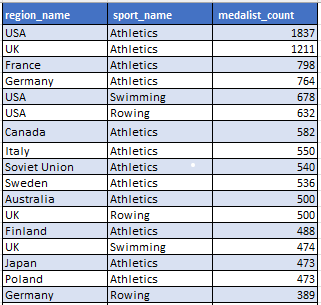 region_name sport_name medalist_count
USA Athletics 1837
UK Athletics 1211
France Athletics 798
Germany Athletics 764
USA Swimming 678
USA Rowing 632
Canada Athletics 582
Italy Athletics 550
Soviet Union Athletics 540
Sweden Athletics 536
Australia Athletics 500
UK Rowing 500
Finland Athletics 488
UK Swimming 474
Japan Athletics 473
Poland Athletics 473
Germany Rowing 389